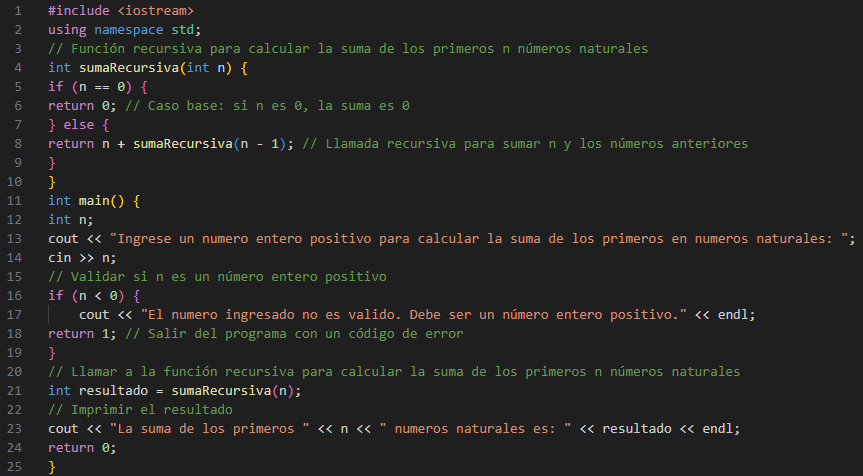 1 #include <iostream>
2 using namespace std;
3 // Función recursiva para calcular la suma de los primeros n números naturales
4 int sumaRecursiva(int n) {
5 if (n == 0) {
6 return 0; // Caso base: si n es 0, la suma es 0
7 } else {
8 return n + sumaRecursiva(n - 1); // Llamada recursiva para sumar n y los números anteriores
9 }
10 }
11 int main() {
12 int n;
13 cout << "Ingrese un numero entero positivo para calcular la suma de los primeros en numeros naturales: ";
14 cin >> n;
15 // Validar si n es un número entero positivo
16 if (n < 0) {
17     cout << "El numero ingresado no es valido. Debe ser un número entero positivo." << endl;
18 return 1; // Salir del programa con un código de error
19 }
20 // Llamar a la función recursiva para calcular la suma de los primeros n números naturales
21 int resultado = sumaRecursiva(n);
22 // Imprimir el resultado
23 cout << "La suma de los primeros " << n << " numeros naturales es: " << resultado << endl;
24 return 0;
25 }